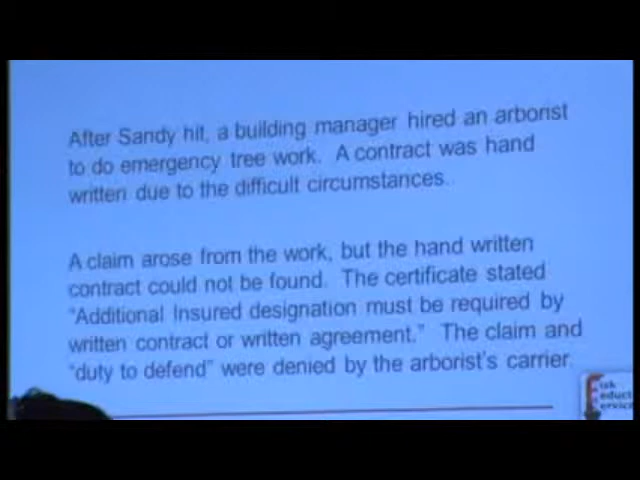 After Sandy hit, a building manager hired an arborist
to do emergency tree work. A contract was hand
written due to the difficult circumstances.
A claim arose from the work, but the hand written
contract could not be found. The certificate stated
“Additional Insured designation must be required by
written contract or written agreement.” The claim and
“duty to defend” were denied by the arborist's carrier.